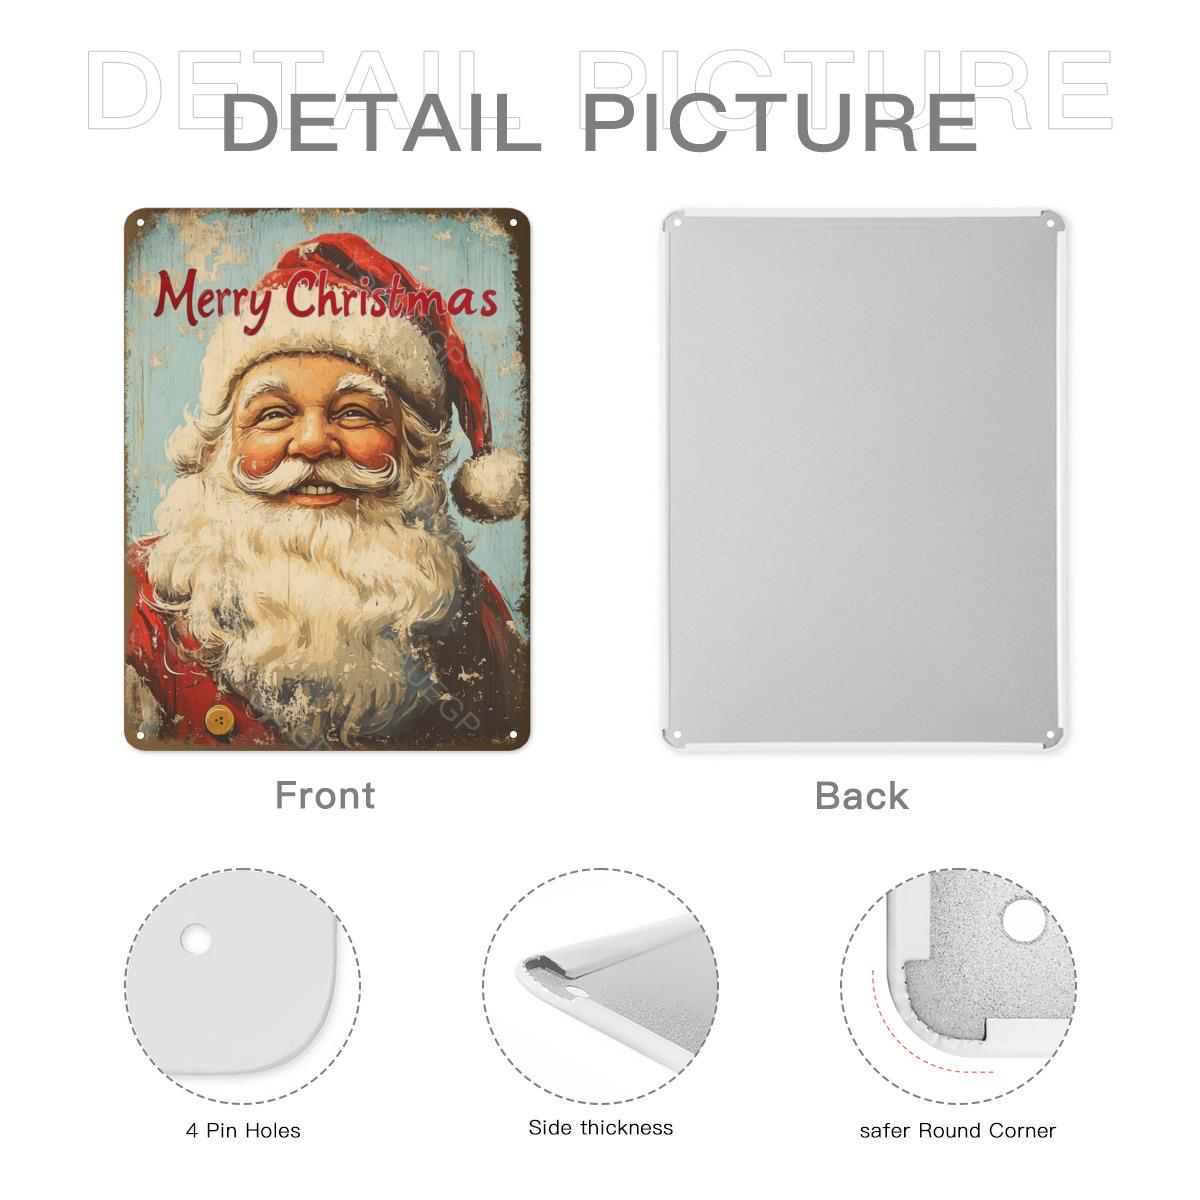 DETAIL PICTURE
DETAIL PICTURE
Merry Christmas
Front
Back
4 Pin Holes
Side thickness
safer Round Corner